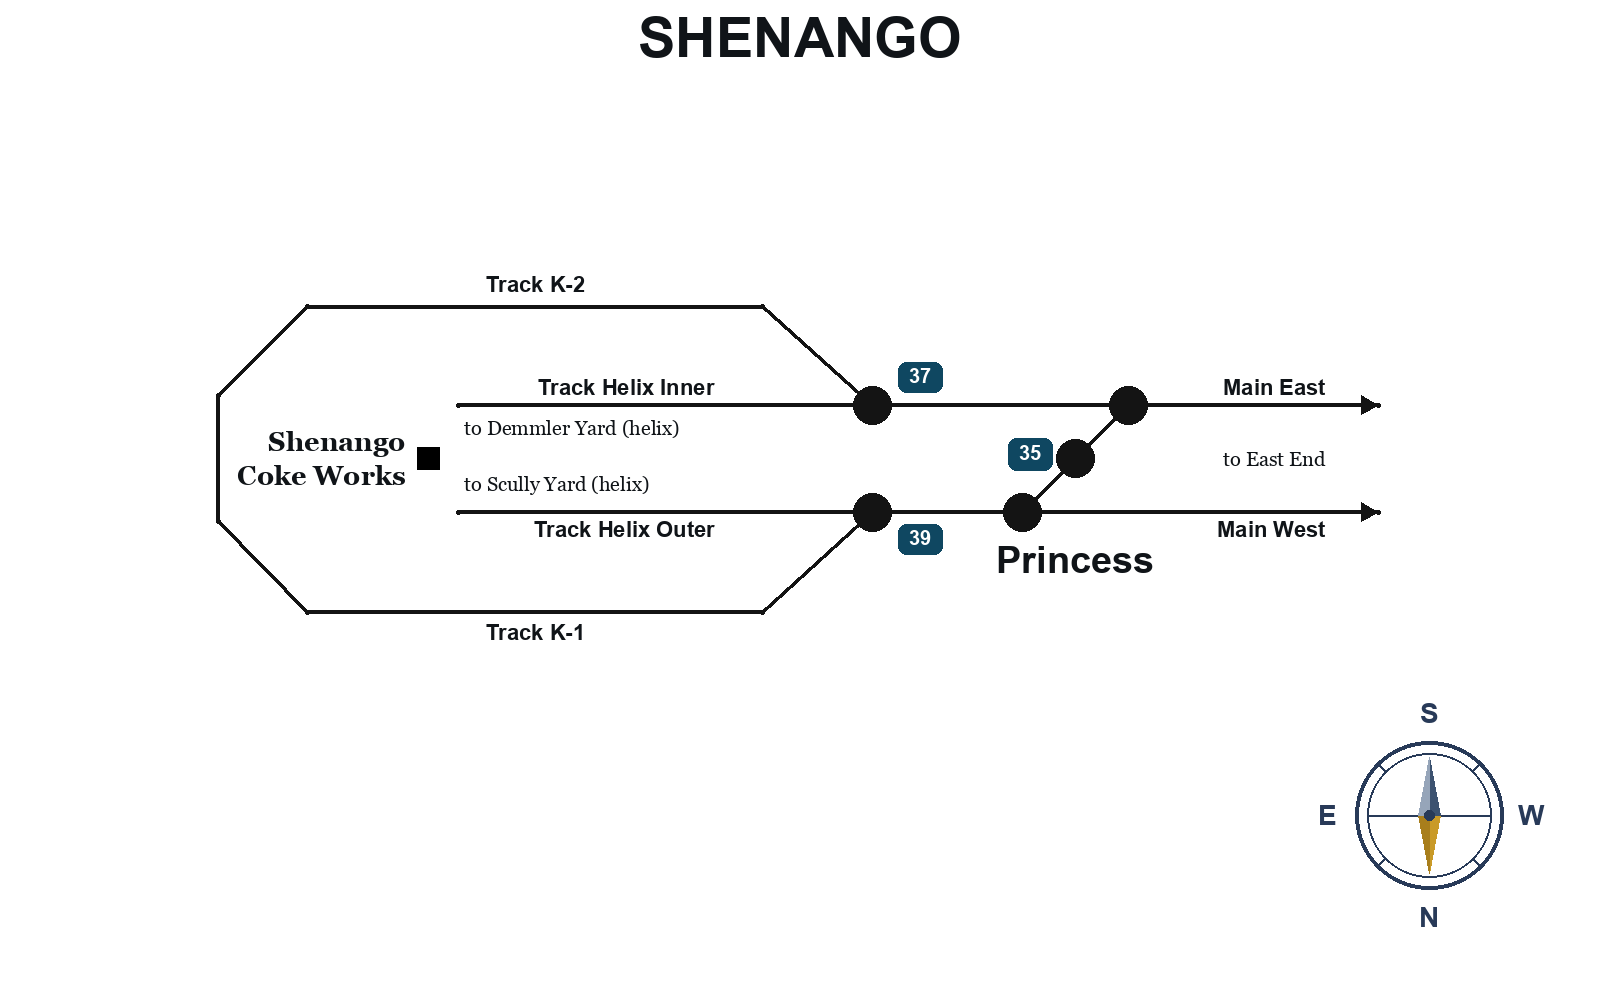 SHENANGO
Track K-2
37
Track Helix Inner
Main East
to Demmler Yard (helix)
Shenango
Coke Works
35
to East End
to Scully Yard (helix)
Track Helix Outer
39
Main West
Princess
Track K-1
S
E
W
N